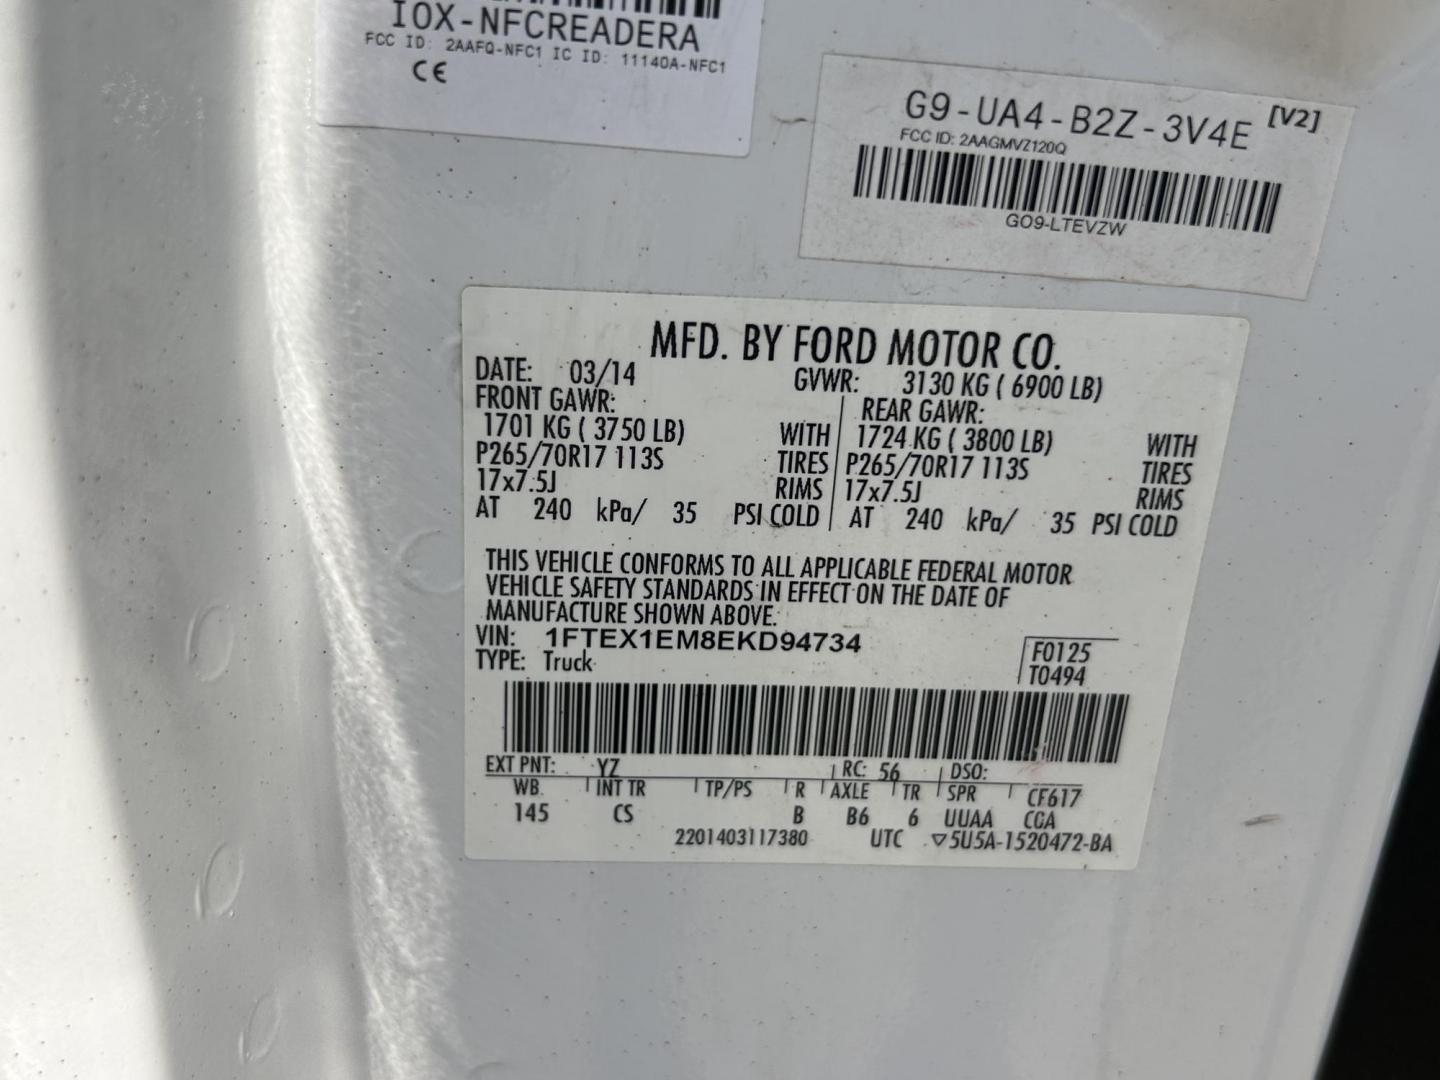 IOX-NFCREADERA
FCC ID: 2AAFQ-NFC1 IC ID: 11140A-NFC1
CE
G9-UA4-B2Z-3V4E [V2]
FCC ID: 2AAGMVZ120Q
GO9-LTEVZW
MFD. BY FORD MOTOR CO.
DATE: 03/14 GVWR: 3130 KG ( 6900 LB)
FRONT GAWR: REAR GAWR:
1701 KG ( 3750 LB) WITH 1724 KG ( 3800 LB) WITH
P265/70R17 113S TIRES P265/70R17 113S TIRES
17x7.5J RIMS 17x7.5J RIMS
AT 240 kPa/ 35 PSI COLD AT 240 kPa/ 35 PSI COLD
THIS VEHICLE CONFORMS TO ALL APPLICABLE FEDERAL MOTOR
VEHICLE SAFETY STANDARDS IN EFFECT ON THE DATE OF
MANUFACTURE SHOWN ABOVE.
VIN: 1FTEX1EM8EKD94734 F0125
TYPE: Truck T0494
EXT PNT: YZ RC: 56 DSO:
WB INT TR TP/PS R AXLE TR SPR CF617
145 CS B B6 6 UUAA CGA
2201403117380 UTC ▽5U5A-1520472-BA